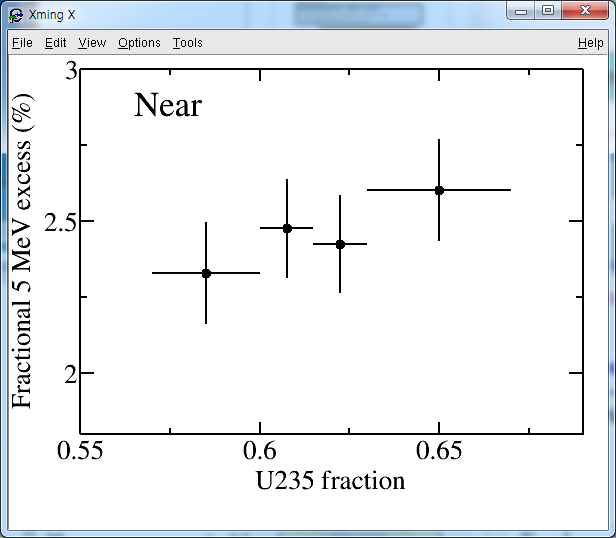 Xming X
File Edit View Options Tools Help
Near
3
2.5
2
Fractional 5 MeV excess (%)
0.55 0.6 0.65
U235 fraction